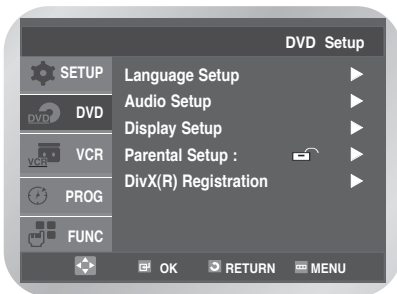 DVD Setup
SETUP
DVD
DVD
VCR
VCR
PROG
FUNC
Language Setup
Audio Setup
Display Setup
Parental Setup :
DivX(R) Registration
OK RETURN MENU